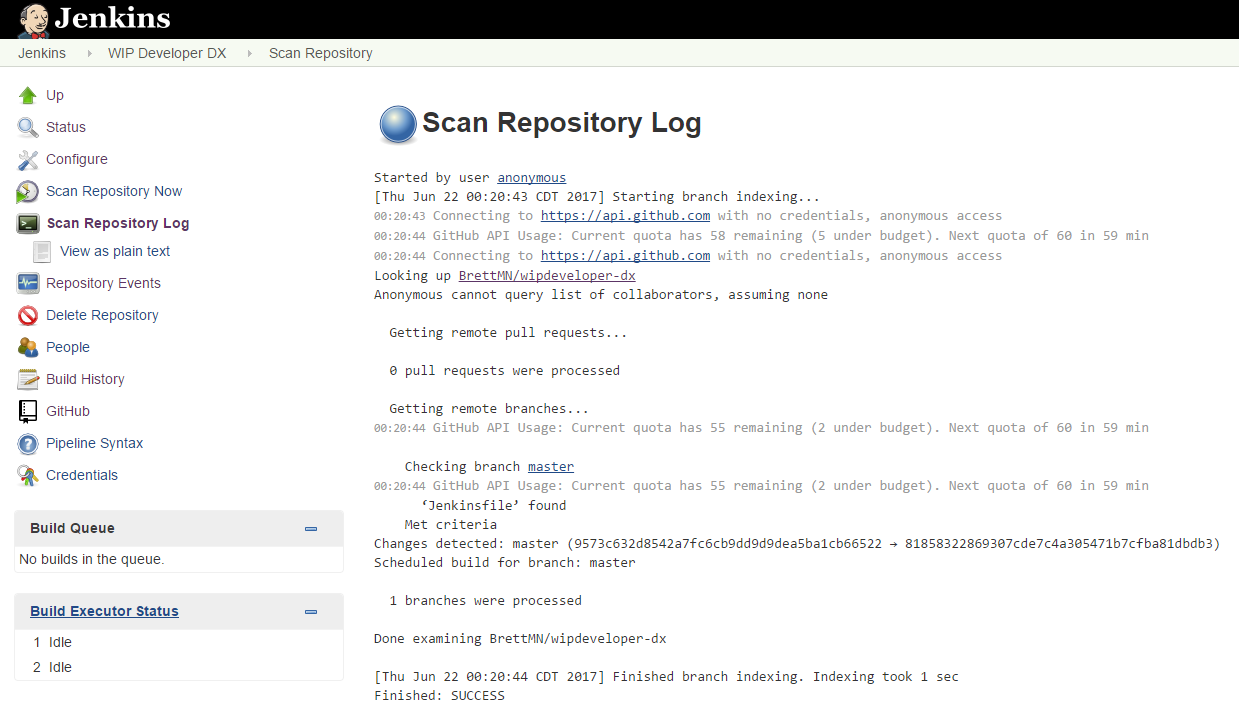 Jenkins
Jenkins
WIP Developer DX
Scan Repository
Up
Status
Configure
Scan Repository Now
Scan Repository Log
View as plain text
Repository Events
Delete Repository
People
Build History
GitHub
Pipeline Syntax
Credentials
Build Queue
No builds in the queue.
Build Executor Status
1 Idle
2 Idle
Scan Repository Log
Started by user anonymous
[Thu Jun 22 00:20:43 CDT 2017] Starting branch indexing...
00:20:43 Connecting to https://api.github.com with no credentials, anonymous access
00:20:44 GitHub API Usage: Current quota has 58 remaining (5 under budget). Next quota of 60 in 59 min
00:20:44 Connecting to https://api.github.com with no credentials, anonymous access
Looking up BrettMN/wipdeveloper-dx
Anonymous cannot query list of collaborators, assuming none
Getting remote pull requests...
0 pull requests were processed
Getting remote branches...
00:20:44 GitHub API Usage: Current quota has 55 remaining (2 under budget). Next quota of 60 in 59 min
Checking branch master
00:20:44 GitHub API Usage: Current quota has 55 remaining (2 under budget). Next quota of 60 in 59 min
‘Jenkinsfile’ found
Met criteria
Changes detected: master (9573c632d8542a7fc6cb9dd9d9dea5ba1cb66522 → 81858322869307cde7c4a305471b7cfba81dbdb3)
Scheduled build for branch: master
1 branches were processed
Done examining BrettMN/wipdeveloper-dx
[Thu Jun 22 00:20:44 CDT 2017] Finished branch indexing. Indexing took 1 sec
Finished: SUCCESS